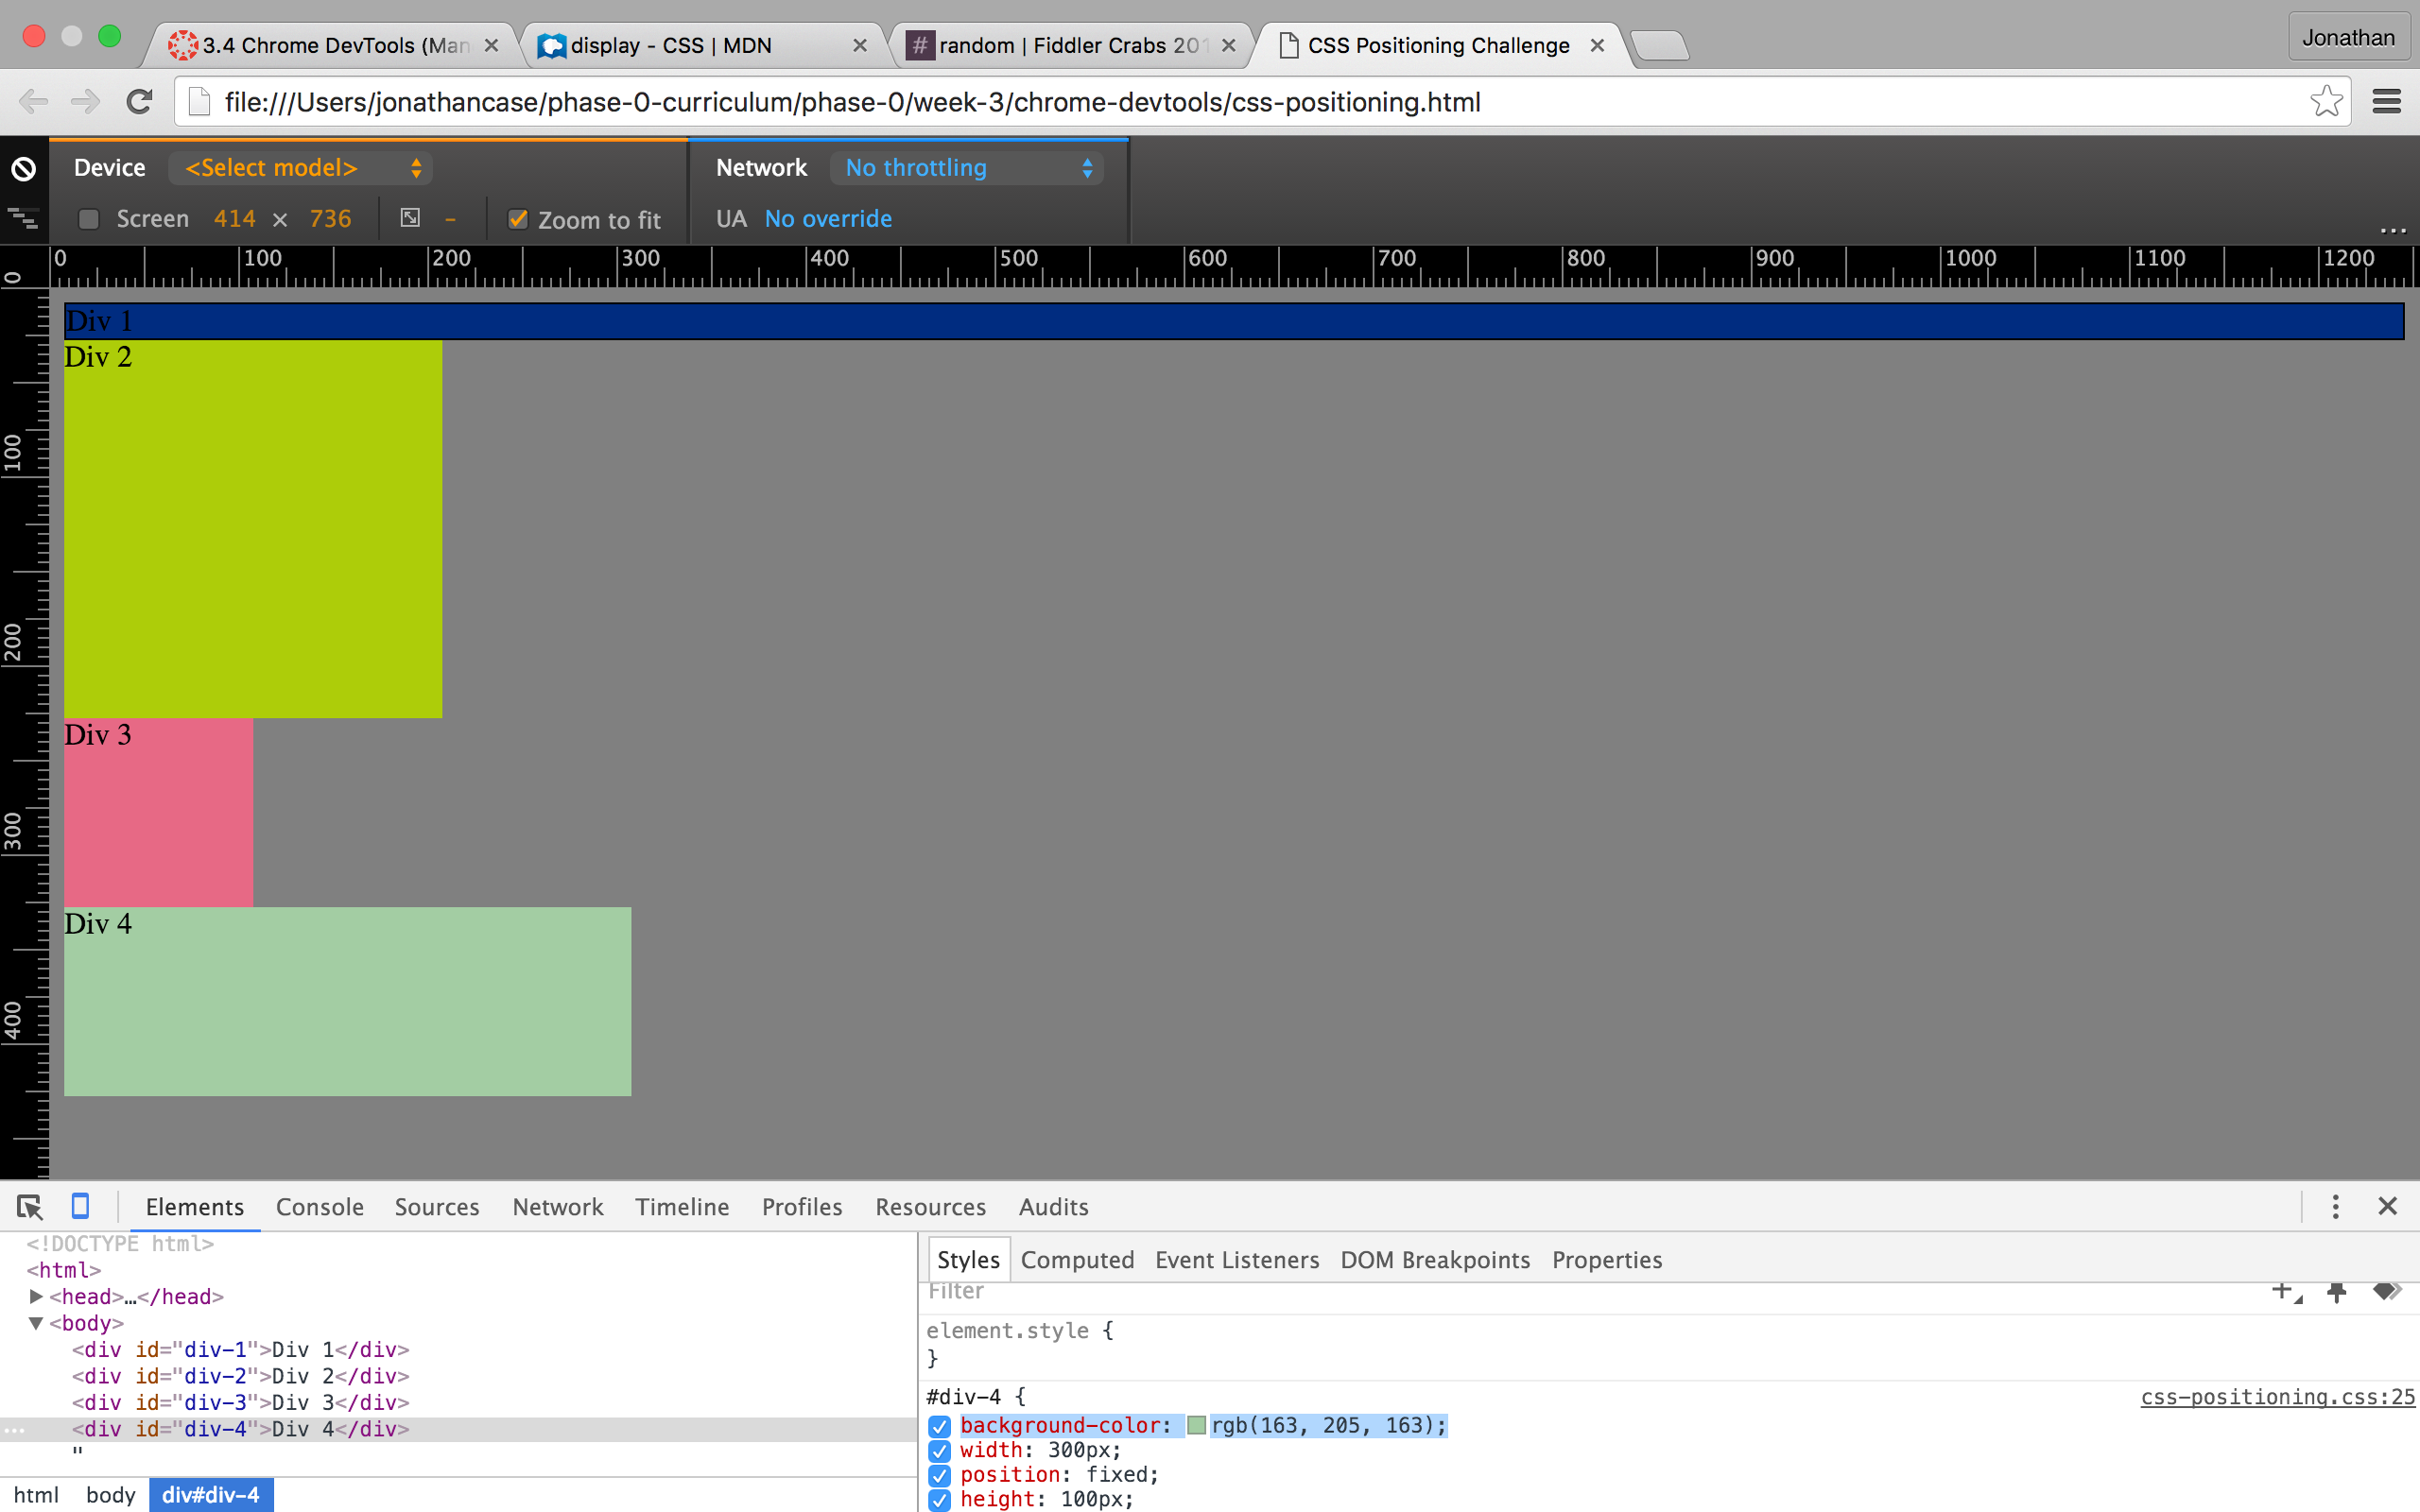 3.4 Chrome DevTools (Man
display - CSS | MDN
# random | Fiddler Crabs 201
CSS Positioning Challenge
Jonathan
file:///Users/jonathancase/phase-0-curriculum/phase-0/week-3/chrome-devtools/css-positioning.html
Device <Select model> Network No throttling
Screen 414 × 736 - Zoom to fit UA No override ...
0 100 200 300 400 500 600 700 800 900 1000 1100 1200
0
100
200
300
400
Div 1
Div 2
Div 3
Div 4
Elements Console Sources Network Timeline Profiles Resources Audits
<!DOCTYPE html>
<html>
<head>…</head>
<body>
<div id="div-1">Div 1</div>
<div id="div-2">Div 2</div>
<div id="div-3">Div 3</div>
<div id="div-4">Div 4</div>
"
html body div#div-4
Styles Computed Event Listeners DOM Breakpoints Properties
Filter
element.style {
}
#div-4 { css-positioning.css:25
background-color: rgb(163, 205, 163);
width: 300px;
position: fixed;
height: 100px;